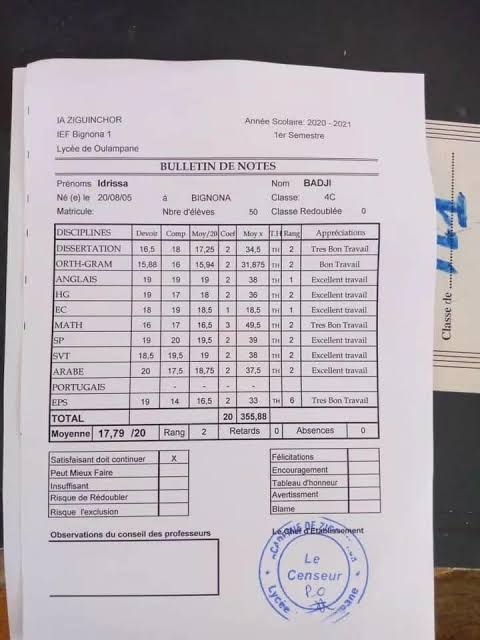 IA ZIGUINCHOR
IEF Bignona 1
Lycée de Oulampane
Année Scolaire: 2020 - 2021
1er Semestre
BULLETIN DE NOTES
Prénoms Idrissa Nom BADJI
Né (e) le 20/08/05 à BIGNONA Classe: 4C
Matricule: Nbre d'élèves 50 Classe Redoublée 0
DISCIPLINES Devoir Comp Moy/20 Coef Moy x T.H Rang Appréciations
DISSERTATION 16,5 18 17,25 2 34,5 TH 2 Tres Bon Travail
ORTH-GRAM 15,88 16 15,94 2 31,875 TH 2 Bon Travail
ANGLAIS 19 19 19 2 38 TH 1 Excellent travail
HG 19 17 18 2 36 TH 2 Excellent travail
EC 18 19 18,5 1 18,5 TH 1 Excellent travail
MATH 16 17 16,5 3 49,5 TH 2 Tres Bon Travail
SP 19 20 19,5 2 39 TH 2 Excellent travail
SVT 18,5 19,5 19 2 38 TH 2 Excellent travail
ARABE 20 17,5 18,75 2 37,5 TH 2 Excellent travail
PORTUGAIS - - -
EPS 19 14 16,5 2 33 TH 6 Tres Bon Travail
TOTAL 20 355,88
Moyenne 17,79 /20 Rang 2 Retards 0 Absences 0
Satisfaisant doit continuer X
Peut Mieux Faire
Insuffisant
Risque de Rédoubler
Risque l'exclusion
Félicitations
Encouragement
Tableau d'honneur
Avertissment
Blame
Observations du conseil des professeurs
Le Chef d'Etablissement
Le
Censeur
P.O
Lycée
Classe de